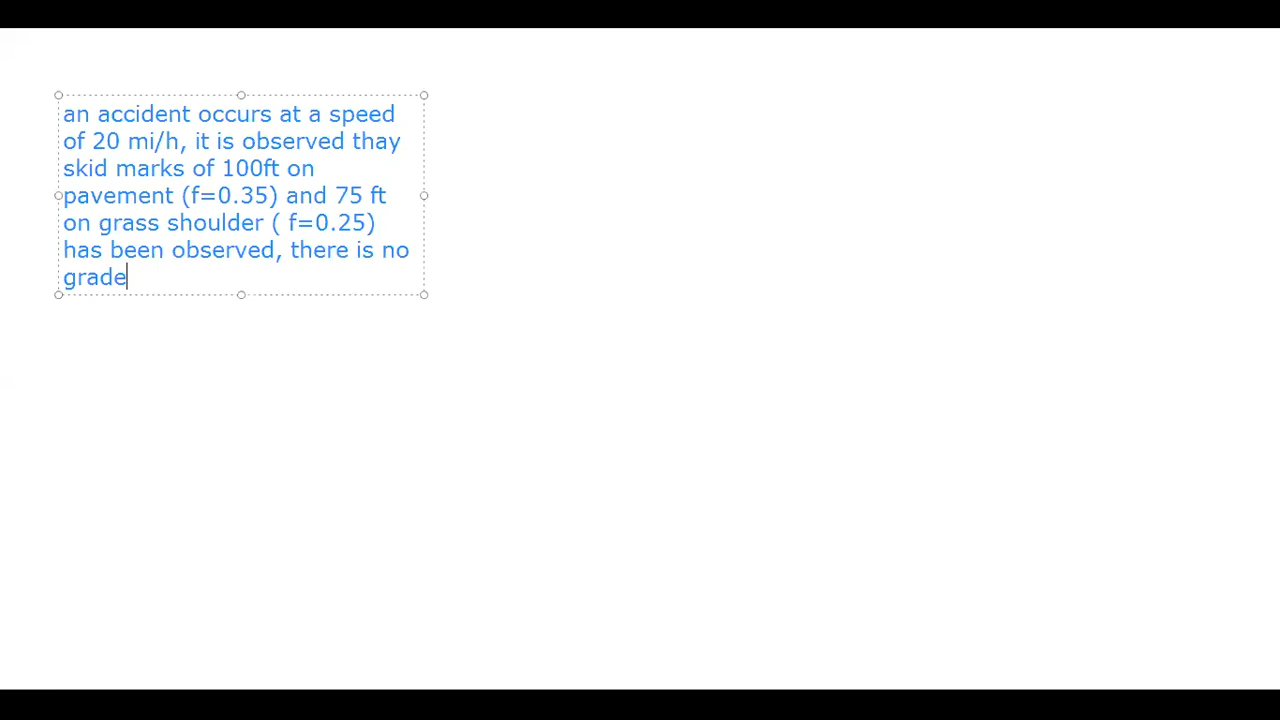 an accident occurs at a speed
of 20 mi/h, it is observed thay
skid marks of 100ft on
pavement (f=0.35) and 75 ft
on grass shoulder ( f=0.25)
has been observed, there is no
grade